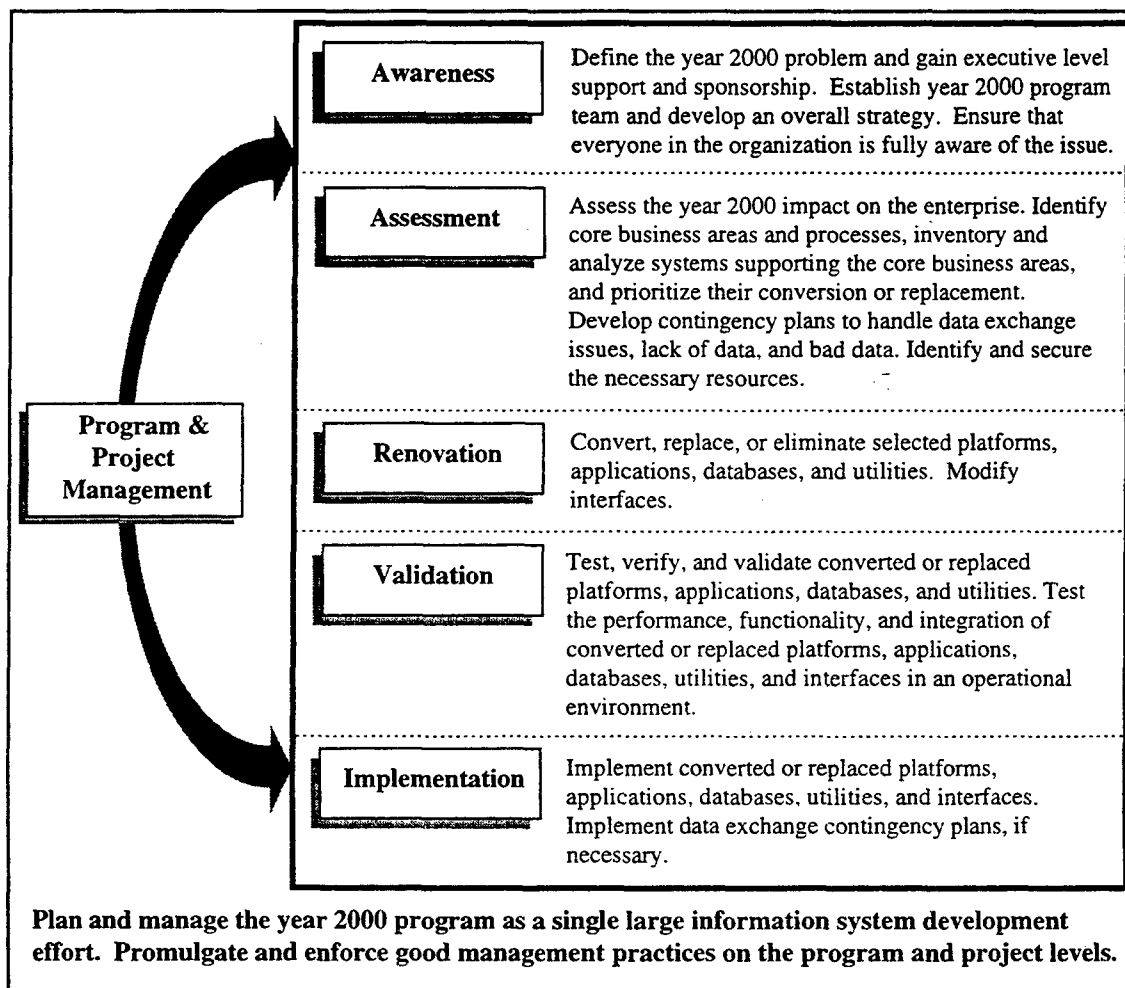 Awareness
Define the year 2000 problem and gain executive level
support and sponsorship. Establish year 2000 program
team and develop an overall strategy. Ensure that
everyone in the organization is fully aware of the issue.
Assessment
Assess the year 2000 impact on the enterprise. Identify
core business areas and processes, inventory and
analyze systems supporting the core business areas,
and prioritize their conversion or replacement.
Develop contingency plans to handle data exchange
issues, lack of data, and bad data. Identify and secure
the necessary resources.
Program &
Project
Management
Renovation
Convert, replace, or eliminate selected platforms,
applications, databases, and utilities. Modify
interfaces.
Validation
Test, verify, and validate converted or replaced
platforms, applications, databases, and utilities. Test
the performance, functionality, and integration of
converted or replaced platforms, applications,
databases, utilities, and interfaces in an operational
environment.
Implementation
Implement converted or replaced platforms,
applications, databases, utilities, and interfaces.
Implement data exchange contingency plans, if
necessary.
Plan and manage the year 2000 program as a single large information system development
effort. Promulgate and enforce good management practices on the program and project levels.